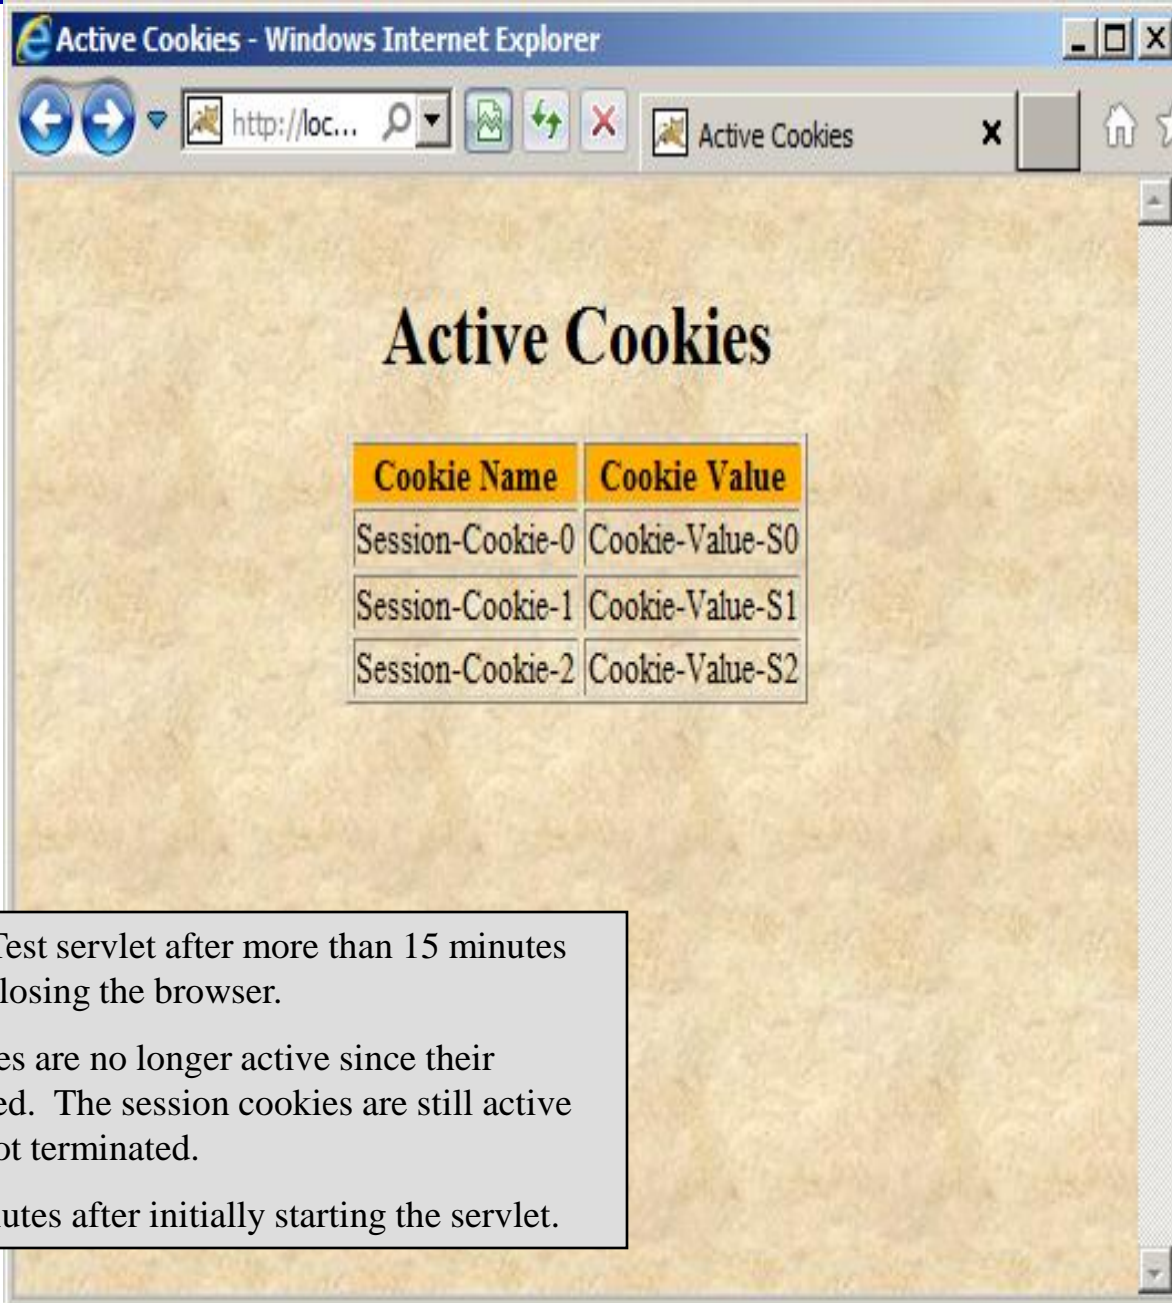 Active Cookies - Windows Internet Explorer
http://loc...
Active Cookies
Active Cookies
Cookie Name Cookie Value
Session-Cookie-0 Cookie-Value-S0
Session-Cookie-1 Cookie-Value-S1
Session-Cookie-2 Cookie-Value-S2
Test servlet after more than 15 minutes
losing the browser.
es are no longer active since their
ed. The session cookies are still active
ot terminated.
utes after initially starting the servlet.